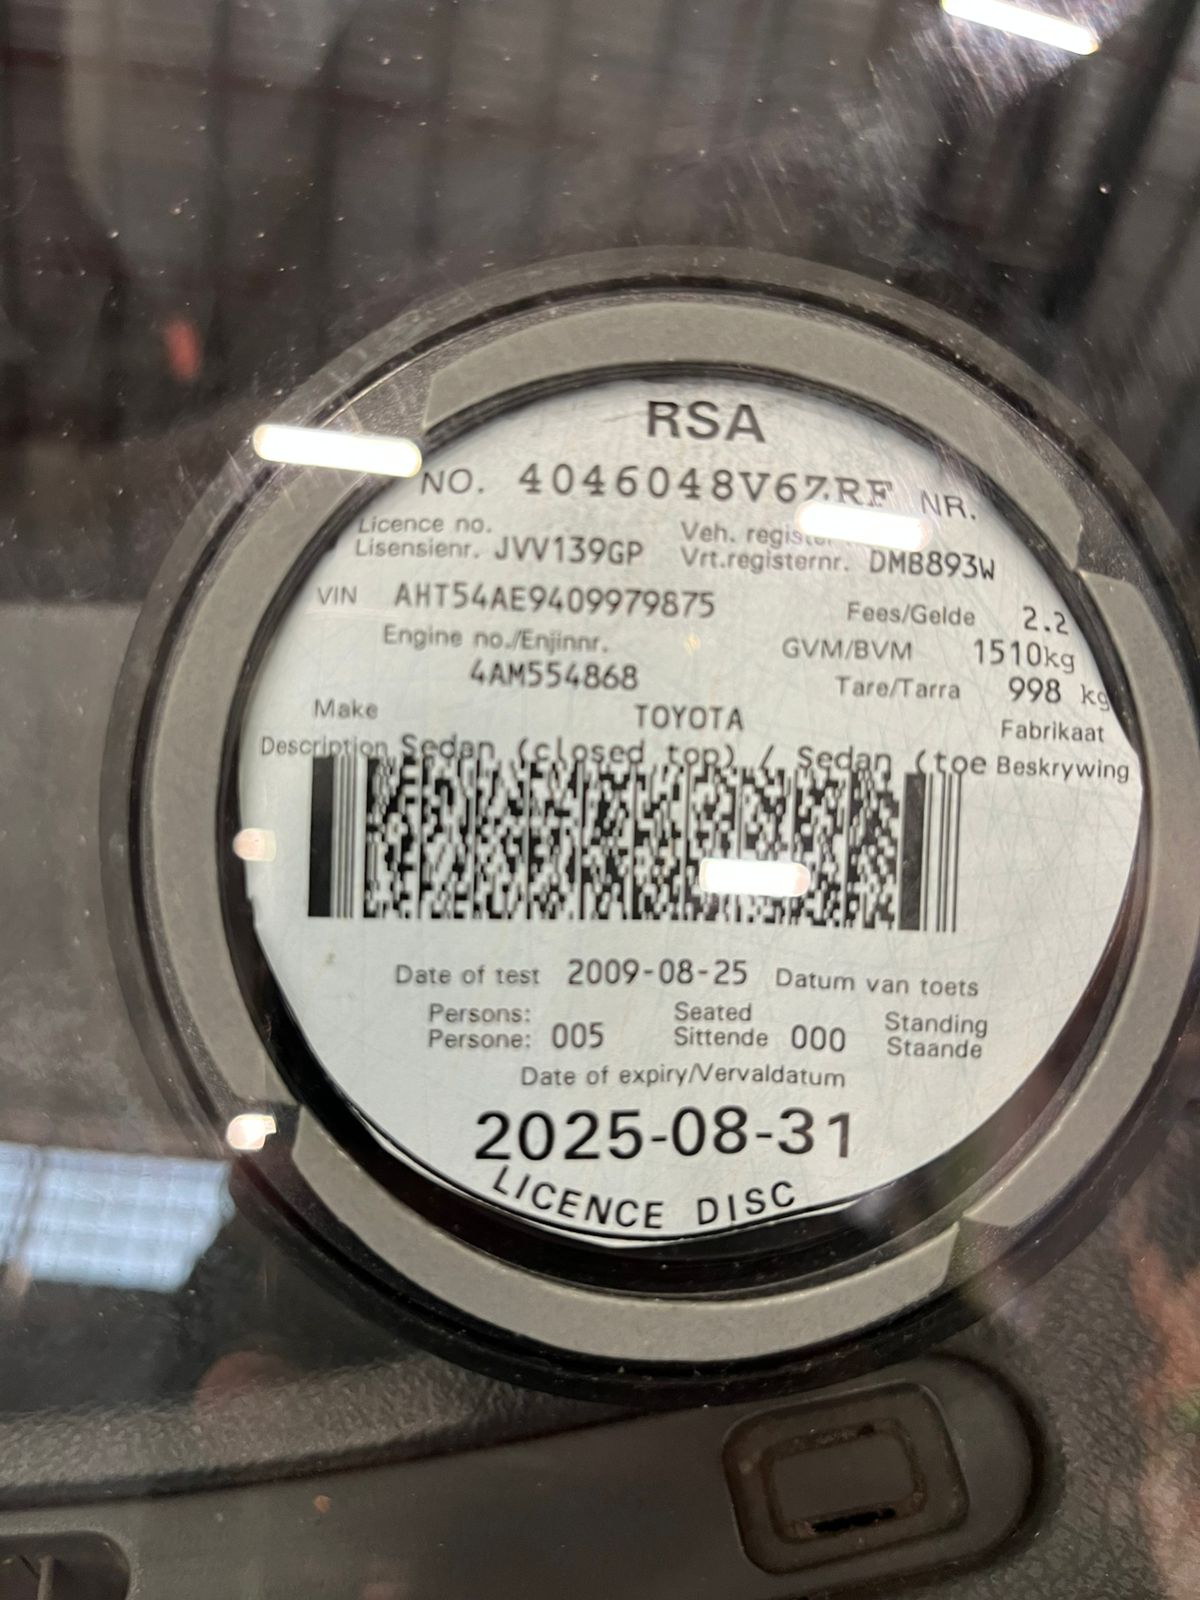 RSA
NO. 4046048V6ZRF NR.
Licence no.
Lisensienr. JVV139GP
Veh.
Vrt.registernr. DMB893W
VIN AHT54AE9409979875
Fees/Gelde 2.2
Engine no./Enjinnr.
4AM554868
GVM/BVM 1510kg
Tare/Tarra 998 kg
Make TOYOTA Fabrikaat
Description Sedan (closed top) / Sedan (toe Beskrywing
Date of test 2009-08-25 Datum van toets
Persons:
Persone: 005
Seated
Sittende 000
Standing
Staande
Date of expiry/Vervaldatum
2025-08-31
LICENCE DISC